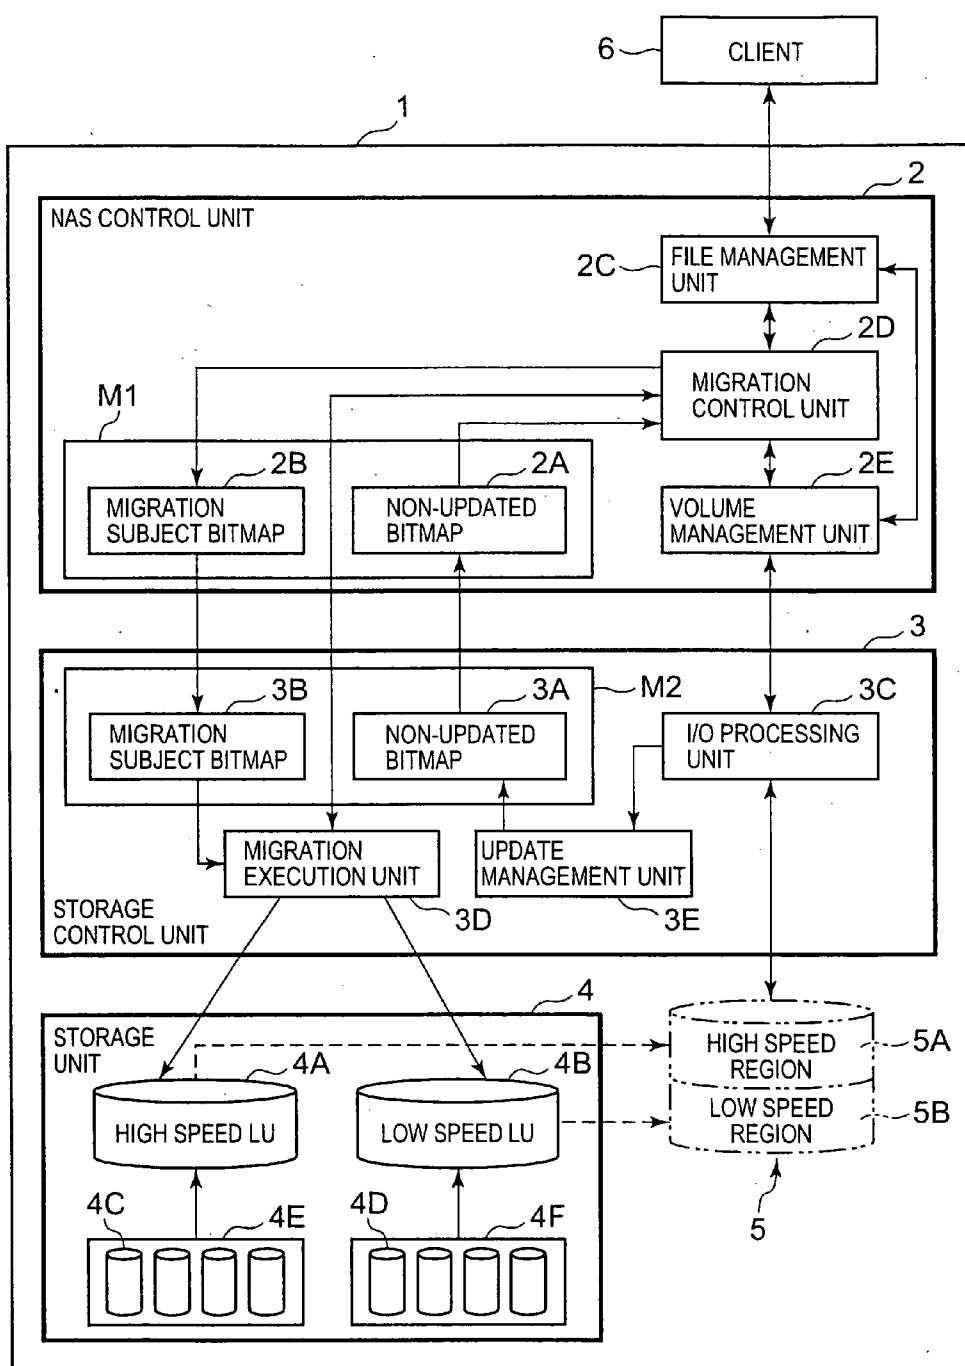 6
CLIENT
1
2
NAS CONTROL UNIT
2C
FILE MANAGEMENT
UNIT
2D
MIGRATION
CONTROL UNIT
M1
2B
2A
2E
MIGRATION
SUBJECT BITMAP
NON-UPDATED
BITMAP
VOLUME
MANAGEMENT UNIT
3
M2
3B
3A
3C
MIGRATION
SUBJECT BITMAP
NON-UPDATED
BITMAP
I/O PROCESSING
UNIT
MIGRATION
EXECUTION UNIT
UPDATE
MANAGEMENT UNIT
3D
3E
STORAGE
CONTROL UNIT
4
STORAGE
UNIT
4A
4B
HIGH SPEED LU
LOW SPEED LU
HIGH SPEED
REGION
5A
LOW SPEED
REGION
5B
5
4C
4E
4D
4F